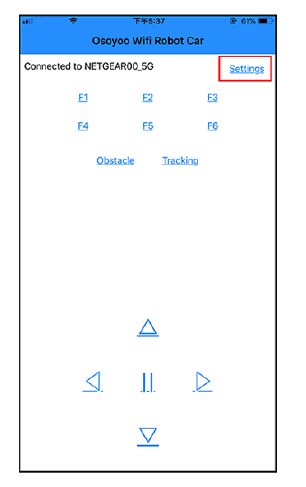 下午5:37 61%
Osoyoo Wifi Robot Car
Connected to NETGEAR00_5G Settings
F1 F2 F3
F4 F5 F6
Obstacle Tracking